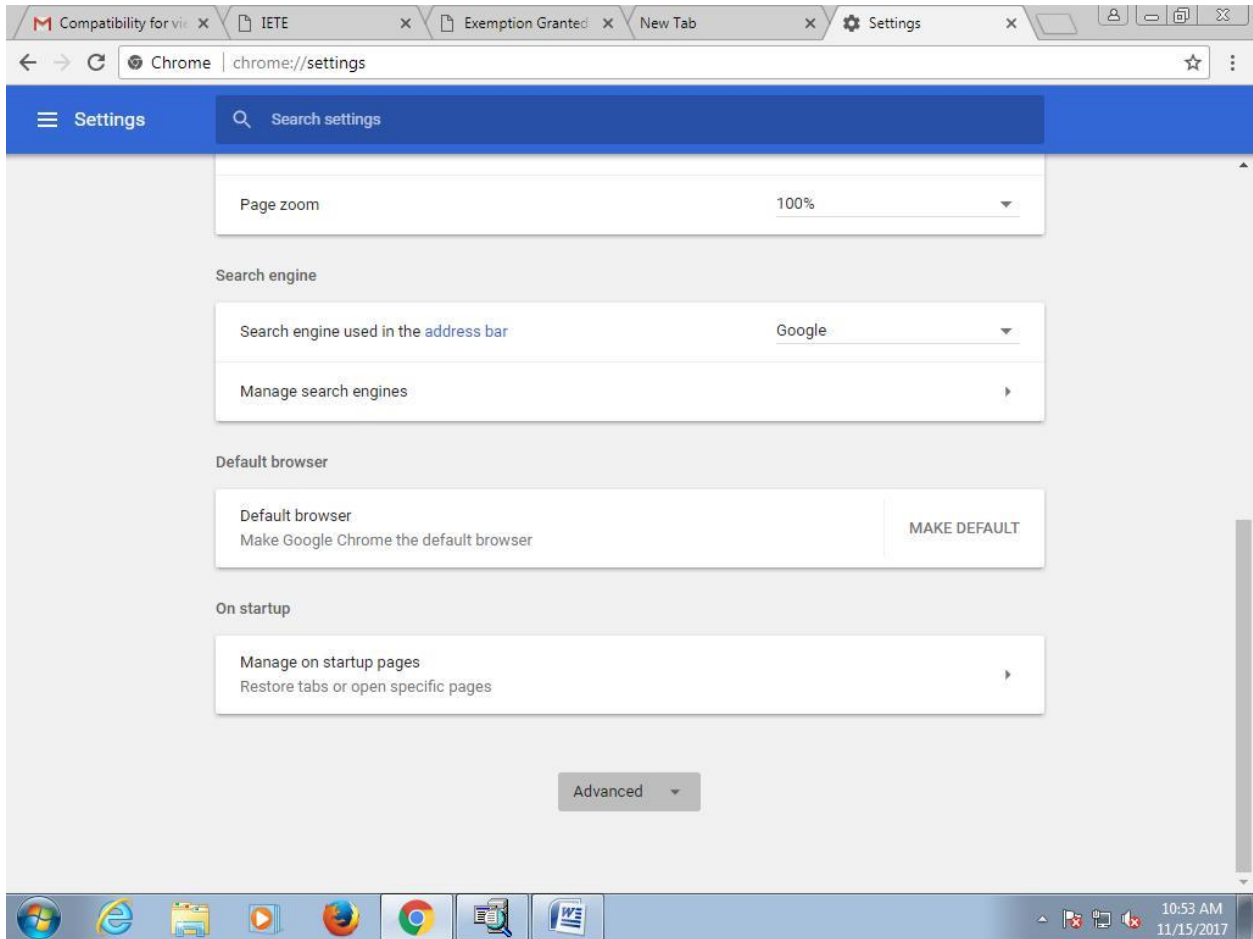 Compatibility for vie
IETE
Exemption Granted
New Tab
Settings
Chrome
chrome://settings
Settings
Search settings
Page zoom
100%
Search engine
Search engine used in the address bar
Google
Manage search engines
Default browser
Default browser
Make Google Chrome the default browser
MAKE DEFAULT
On startup
Manage on startup pages
Restore tabs or open specific pages
Advanced
10:53 AM
11/15/2017